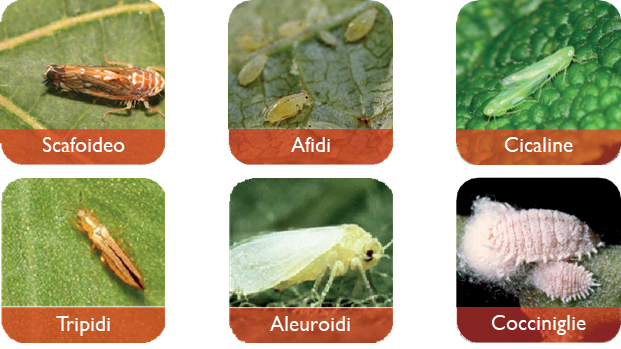 Scafoideo
Afidi
Cicaline
Tripidi
Aleuroidi
Cocciniglie